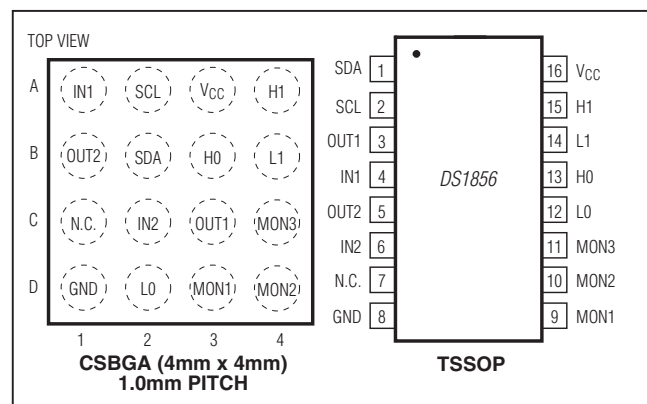 TOP VIEW
A IN1 SCL VCC H1
B OUT2 SDA H0 L1
C N.C. IN2 OUT1 MON3
D GND L0 MON1 MON2
1 2 3 4
CSBGA (4mm x 4mm)
1.0mm PITCH
SDA 1 16 VCC
SCL 2 15 H1
OUT1 3 14 L1
IN1 4 DS1856 13 H0
OUT2 5 12 L0
IN2 6 11 MON3
N.C. 7 10 MON2
GND 8 9 MON1
TSSOP